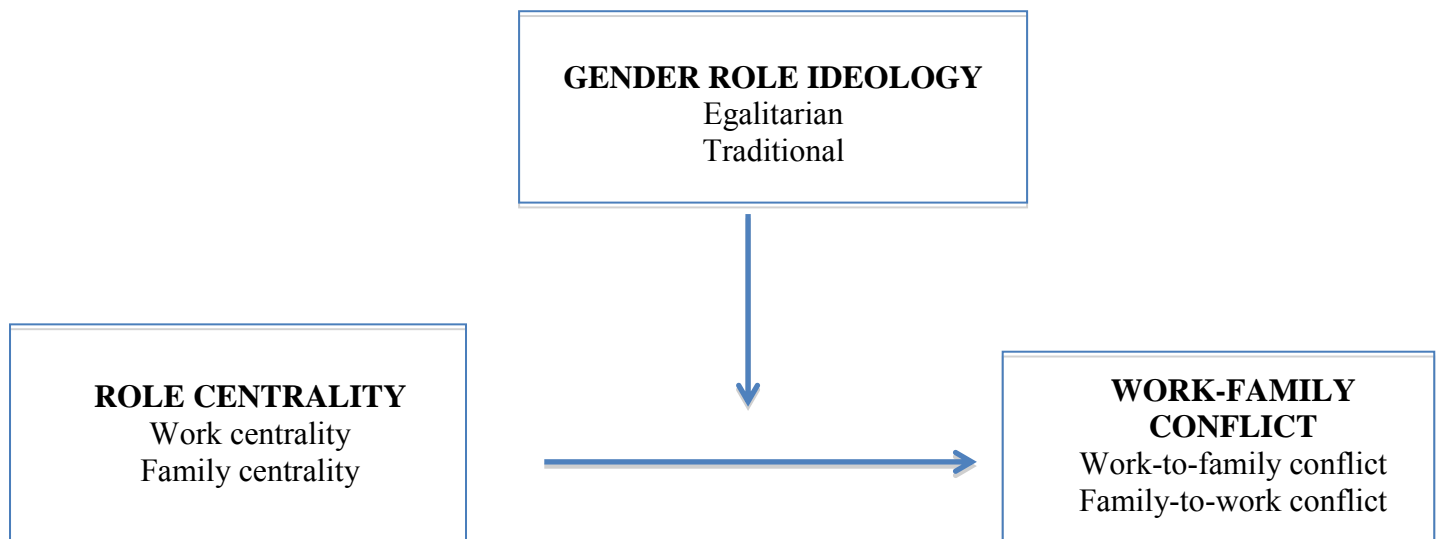 GENDER ROLE IDEOLOGY
Egalitarian
Traditional
ROLE CENTRALITY
Work centrality
Family centrality
WORK-FAMILY
CONFLICT
Work-to-family conflict
Family-to-work conflict